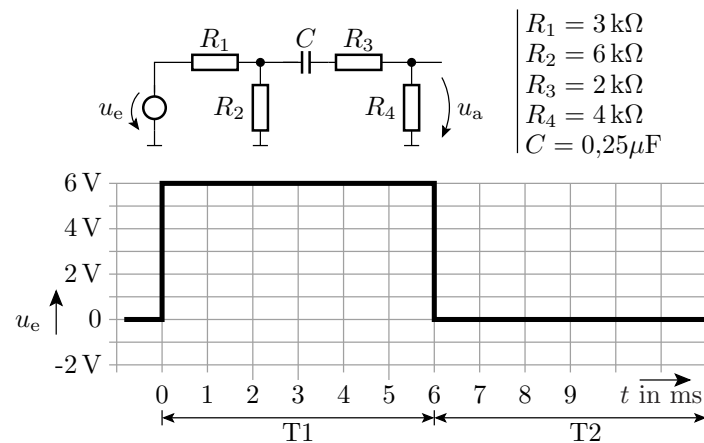 R1 C R3
ue R2 R4 ua
R1 = 3 kΩ
R2 = 6 kΩ
R3 = 2 kΩ
R4 = 4 kΩ
C = 0,25µF
6 V
4 V
2 V
ue 0
-2 V
0 1 2 3 4 5 6 7 8 9 t in ms
T1 T2